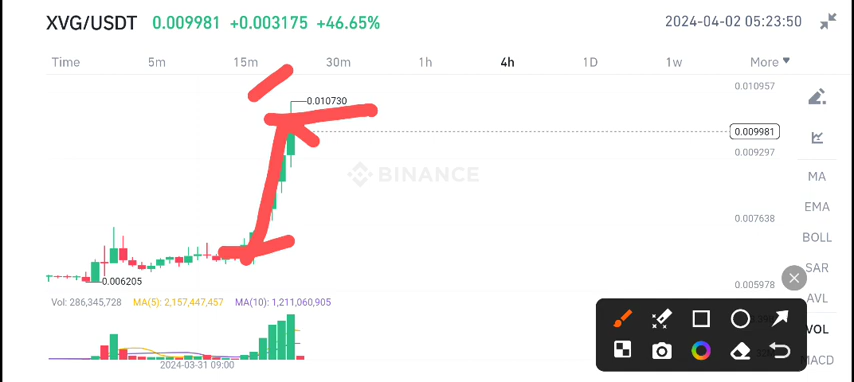 XVG/USDT 0.009981 +0.003175 +46.65% 2024-04-02 05:23:50
Time 5m 15m 30m 1h 4h 1D 1w More
0.010957
0.010730
0.009981
0.009297
BINANCE
MA
EMA
0.007638
BOLL
SAR
0.006205
0.005978
AVL
Vol: 286,345,728 MA(5): 2,157,447,457 MA(10): 1,211,060,905
VOL
MACD
2024-03-31 09:00